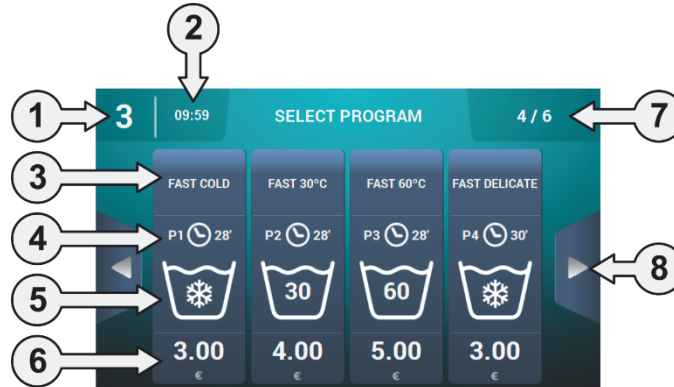 2
1
3 09:59 SELECT PROGRAM 4 / 6
7
3
FAST COLD FAST 30ºC FAST 60ºC FAST DELICATE
4
P1 28' P2 28' P3 28' P4 30'
8
5
30 60
6
3.00 4.00 5.00 3.00
€ € € €